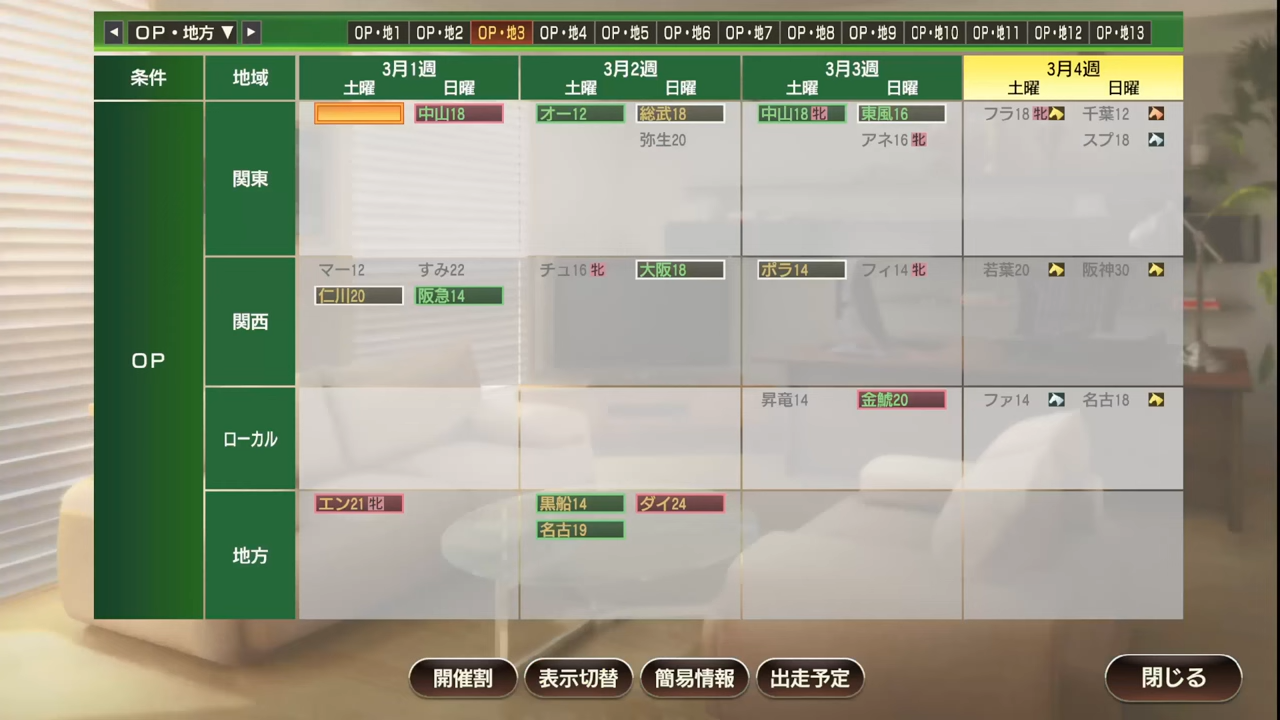 ◀ OP・地方▼ ▶ OP・地1 OP・地2 OP・地3 OP・地4 OP・地5 OP・地6 OP・地7 OP・地8 OP・地9 OP・地10 OP・地11 OP・地12 OP・地13
条件 地域 3月1週 3月2週 3月3週 3月4週
土曜 日曜 土曜 日曜 土曜 日曜 土曜 日曜
OP
関東
中山18 オー12 総武18 中山18 牝 東風16 フラ18 牝 千葉12
弥生20 アネ16 牝 スプ18
関西
マー12 すみ22 チュ16 牝 大阪18 ポラ14 フィ14 牝 若葉20 阪神30
仁川20 阪急14
ローカル
昇竜14 金鯱20 ファ14 名古18
地方
エン21 牝 黒船14 ダイ24
名古19
開催割 表示切替 簡易情報 出走予定 閉じる